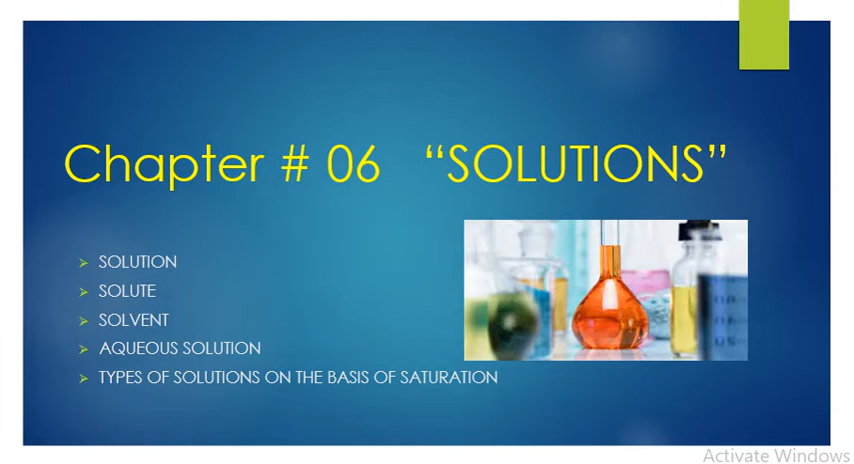 Chapter # 06 “SOLUTIONS”
SOLUTION
SOLUTE
SOLVENT
AQUEOUS SOLUTION
TYPES OF SOLUTIONS ON THE BASIS OF SATURATION
Activate Windows